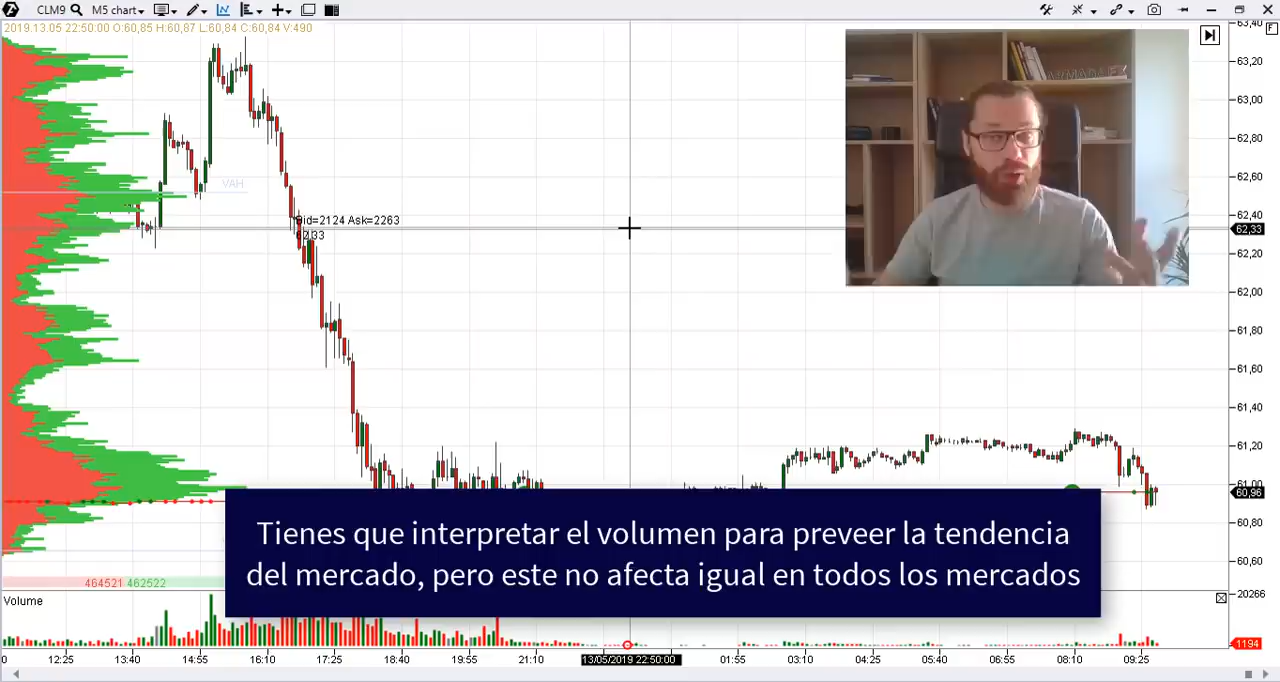 CLM9 M5 chart
2019.13.05 22:50:00 O:60,85 H:60,87 L:60,84 C:60,84 V:490
63,40
F
63,20
63,00
62,80
62,60
VAH
62,40
Bid=2124 Ask=2263
62,33
62,33
62,20
62,00
61,80
61,60
61,40
61,20
61,00
60,96
60,80
60,60
Tienes que interpretar el volumen para preveer la tendencia
del mercado, pero este no afecta igual en todos los mercados
464521 462522
Volume
20266
1194
0 12:25 13:40 14:55 16:10 17:25 18:40 19:55 21:10 13/05/2019 22:50:00 01:55 03:10 04:25 05:40 06:55 08:10 09:25